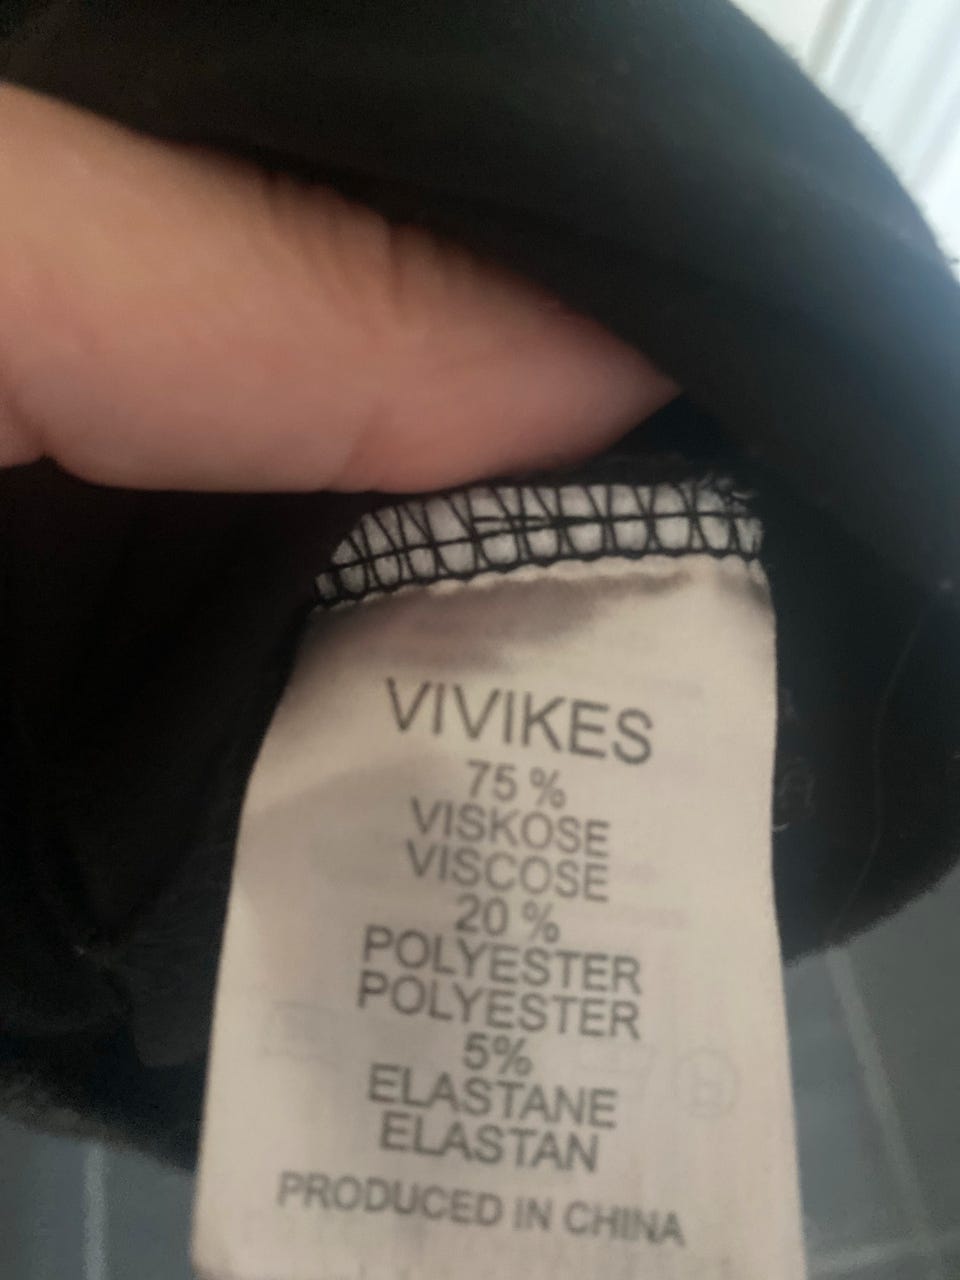 VIVIKES
75 %
VISKOSE
VISCOSE
20 %
POLYESTER
POLYESTER
5%
ELASTANE
ELASTAN
PRODUCED IN CHINA